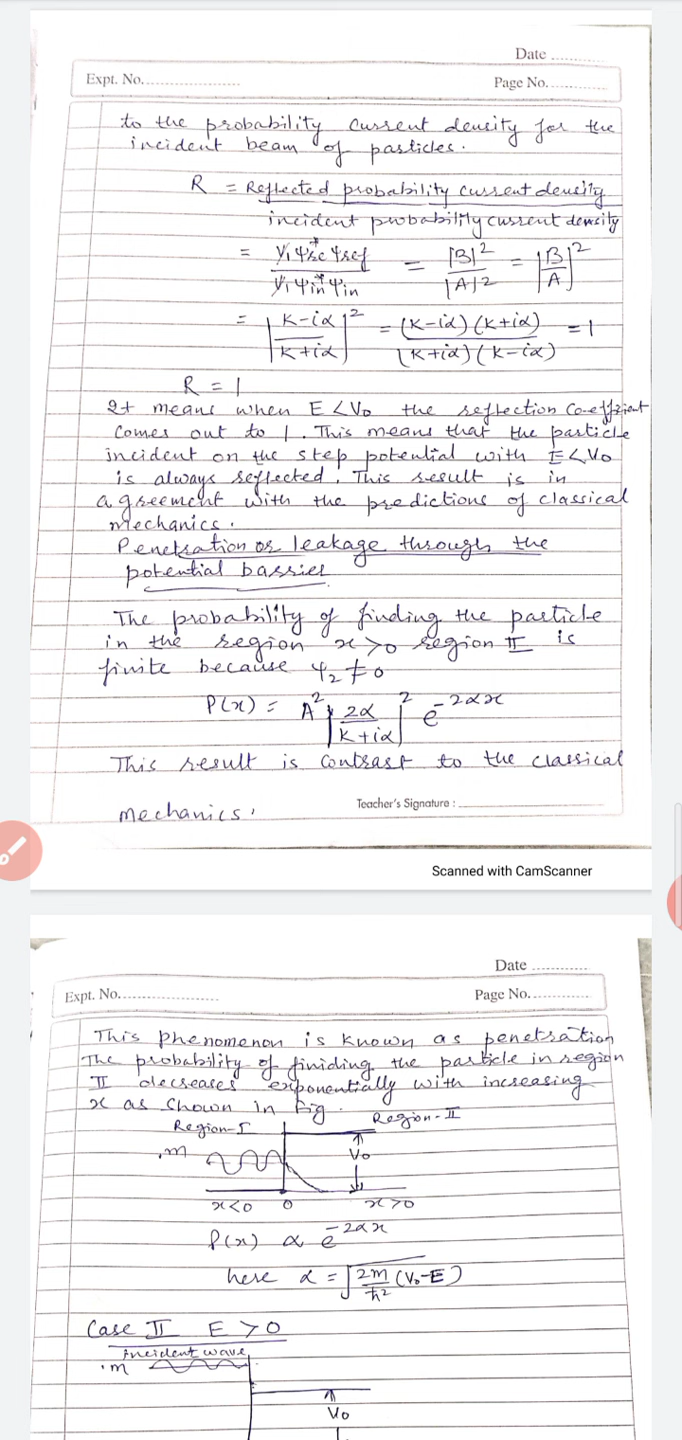 Date ............
Expt. No........................
Page No...............
to the probability current density for the
incident beam of particles.
R = Reflected probability current density
incident probability current density
= V₁ ψ*ref ψref / V₁ ψ*in ψin = |B|² / |A|² = |B/A|²
= |K-iα / K+iα|² = (K-iα) (K+iα) / (K+iα) (K-iα) = 1
R = 1
It means when E < V₀ the reflection Co-effizient
Comes out to 1. This means that the particle
incident on the step potential with E < V₀
is always reflected. This result is in
agreement with the predictions of classical
mechanics.
Penetration or leakage through the
potential barrier
The probability of finding the particle
in the region x>0 region II is
finite because ψ₂ ≠ 0
P(x) = A² |2α / K+iα|² e^-2αx
This result is contrast to the classical
mechanics.
Teacher's Signature : ........................
Scanned with CamScanner
Date ............
Expt. No........................
Page No...............
This phenomenon is known as penetration
The probability of finiding the particle in region
II decreases exponentially with increasing
x as shown in fig.
Region-I
Region-II
.m
V₀
x<0
0
x>0
P(x) α e^-2αx
here α = √2m/ħ² (V₀-E)
Case II E > 0
incident wave
.m
V₀